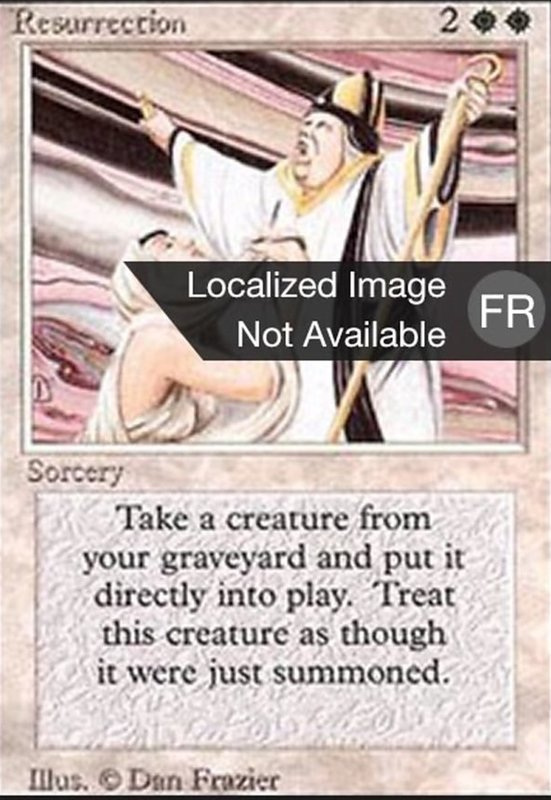 Resurrection 2
Localized Image
Not Available
FR
Sorcery
Take a creature from
your graveyard and put it
directly into play. Treat
this creature as though
it were just summoned.
Illus. © Dan Frazier